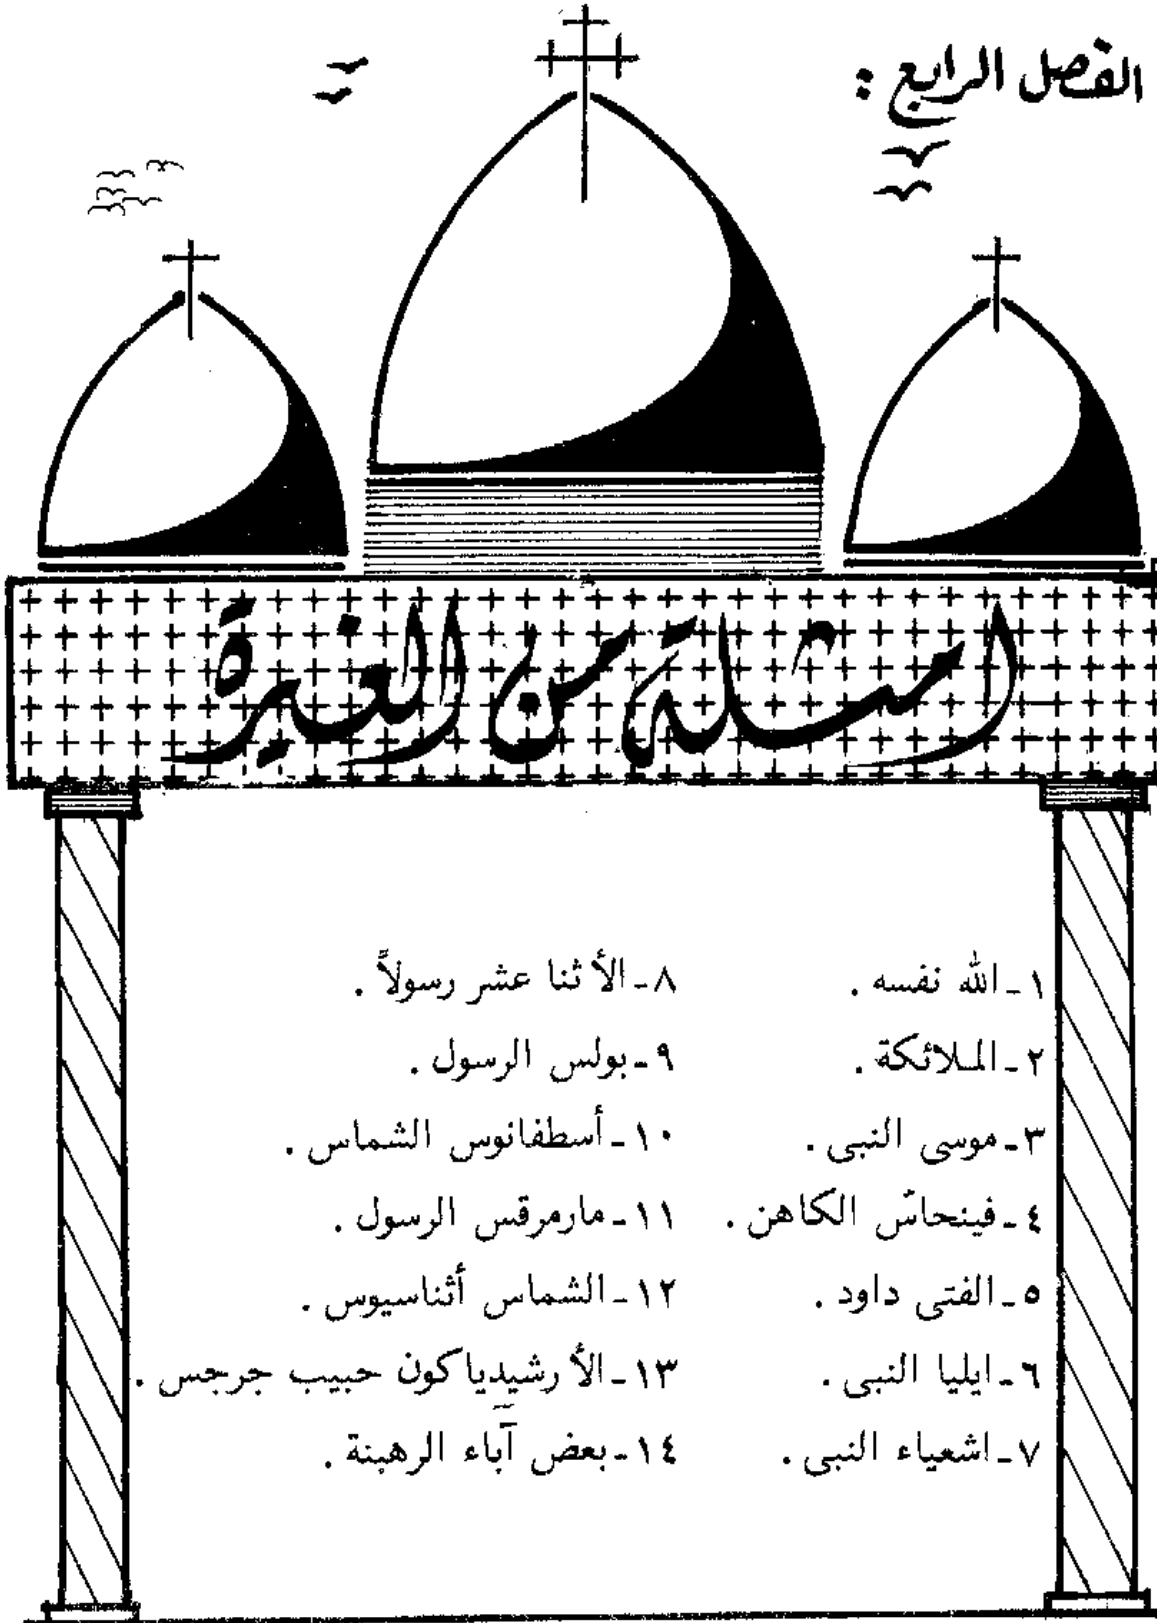 الفصل الرابع :
امثلة من الغيرة
١ - الله نفسه .
٢ - الملائكة .
٣ - موسى النبى .
٤ - فينحاس الكاهن .
٥ - الفتى داود .
٦ - ايليا النبى .
٧ - اشعياء النبى .
٨ - الأثنا عشر رسولاً .
٩ - بولس الرسول .
١٠ - أسطفانوس الشماس .
١١ - مارمرقس الرسول .
١٢ - الشماس أثناسيوس .
١٣ - الأرشيدياكون حبيب جرجس .
١٤ - بعض آباء الرهبنة .